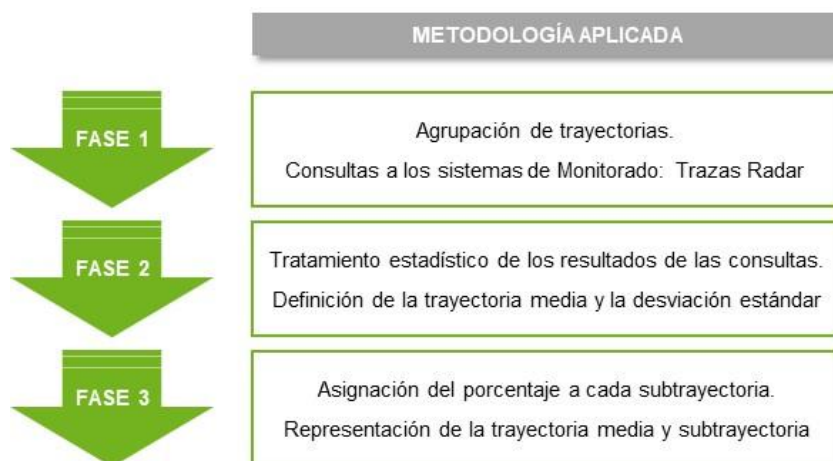 METODOLOGÍA APLICADA
FASE 1
Agrupación de trayectorias.
Consultas a los sistemas de Monitorado: Trazas Radar
FASE 2
Tratamiento estadístico de los resultados de las consultas.
Definición de la trayectoria media y la desviación estándar
FASE 3
Asignación del porcentaje a cada subtrayectoria.
Representación de la trayectoria media y subtrayectoria